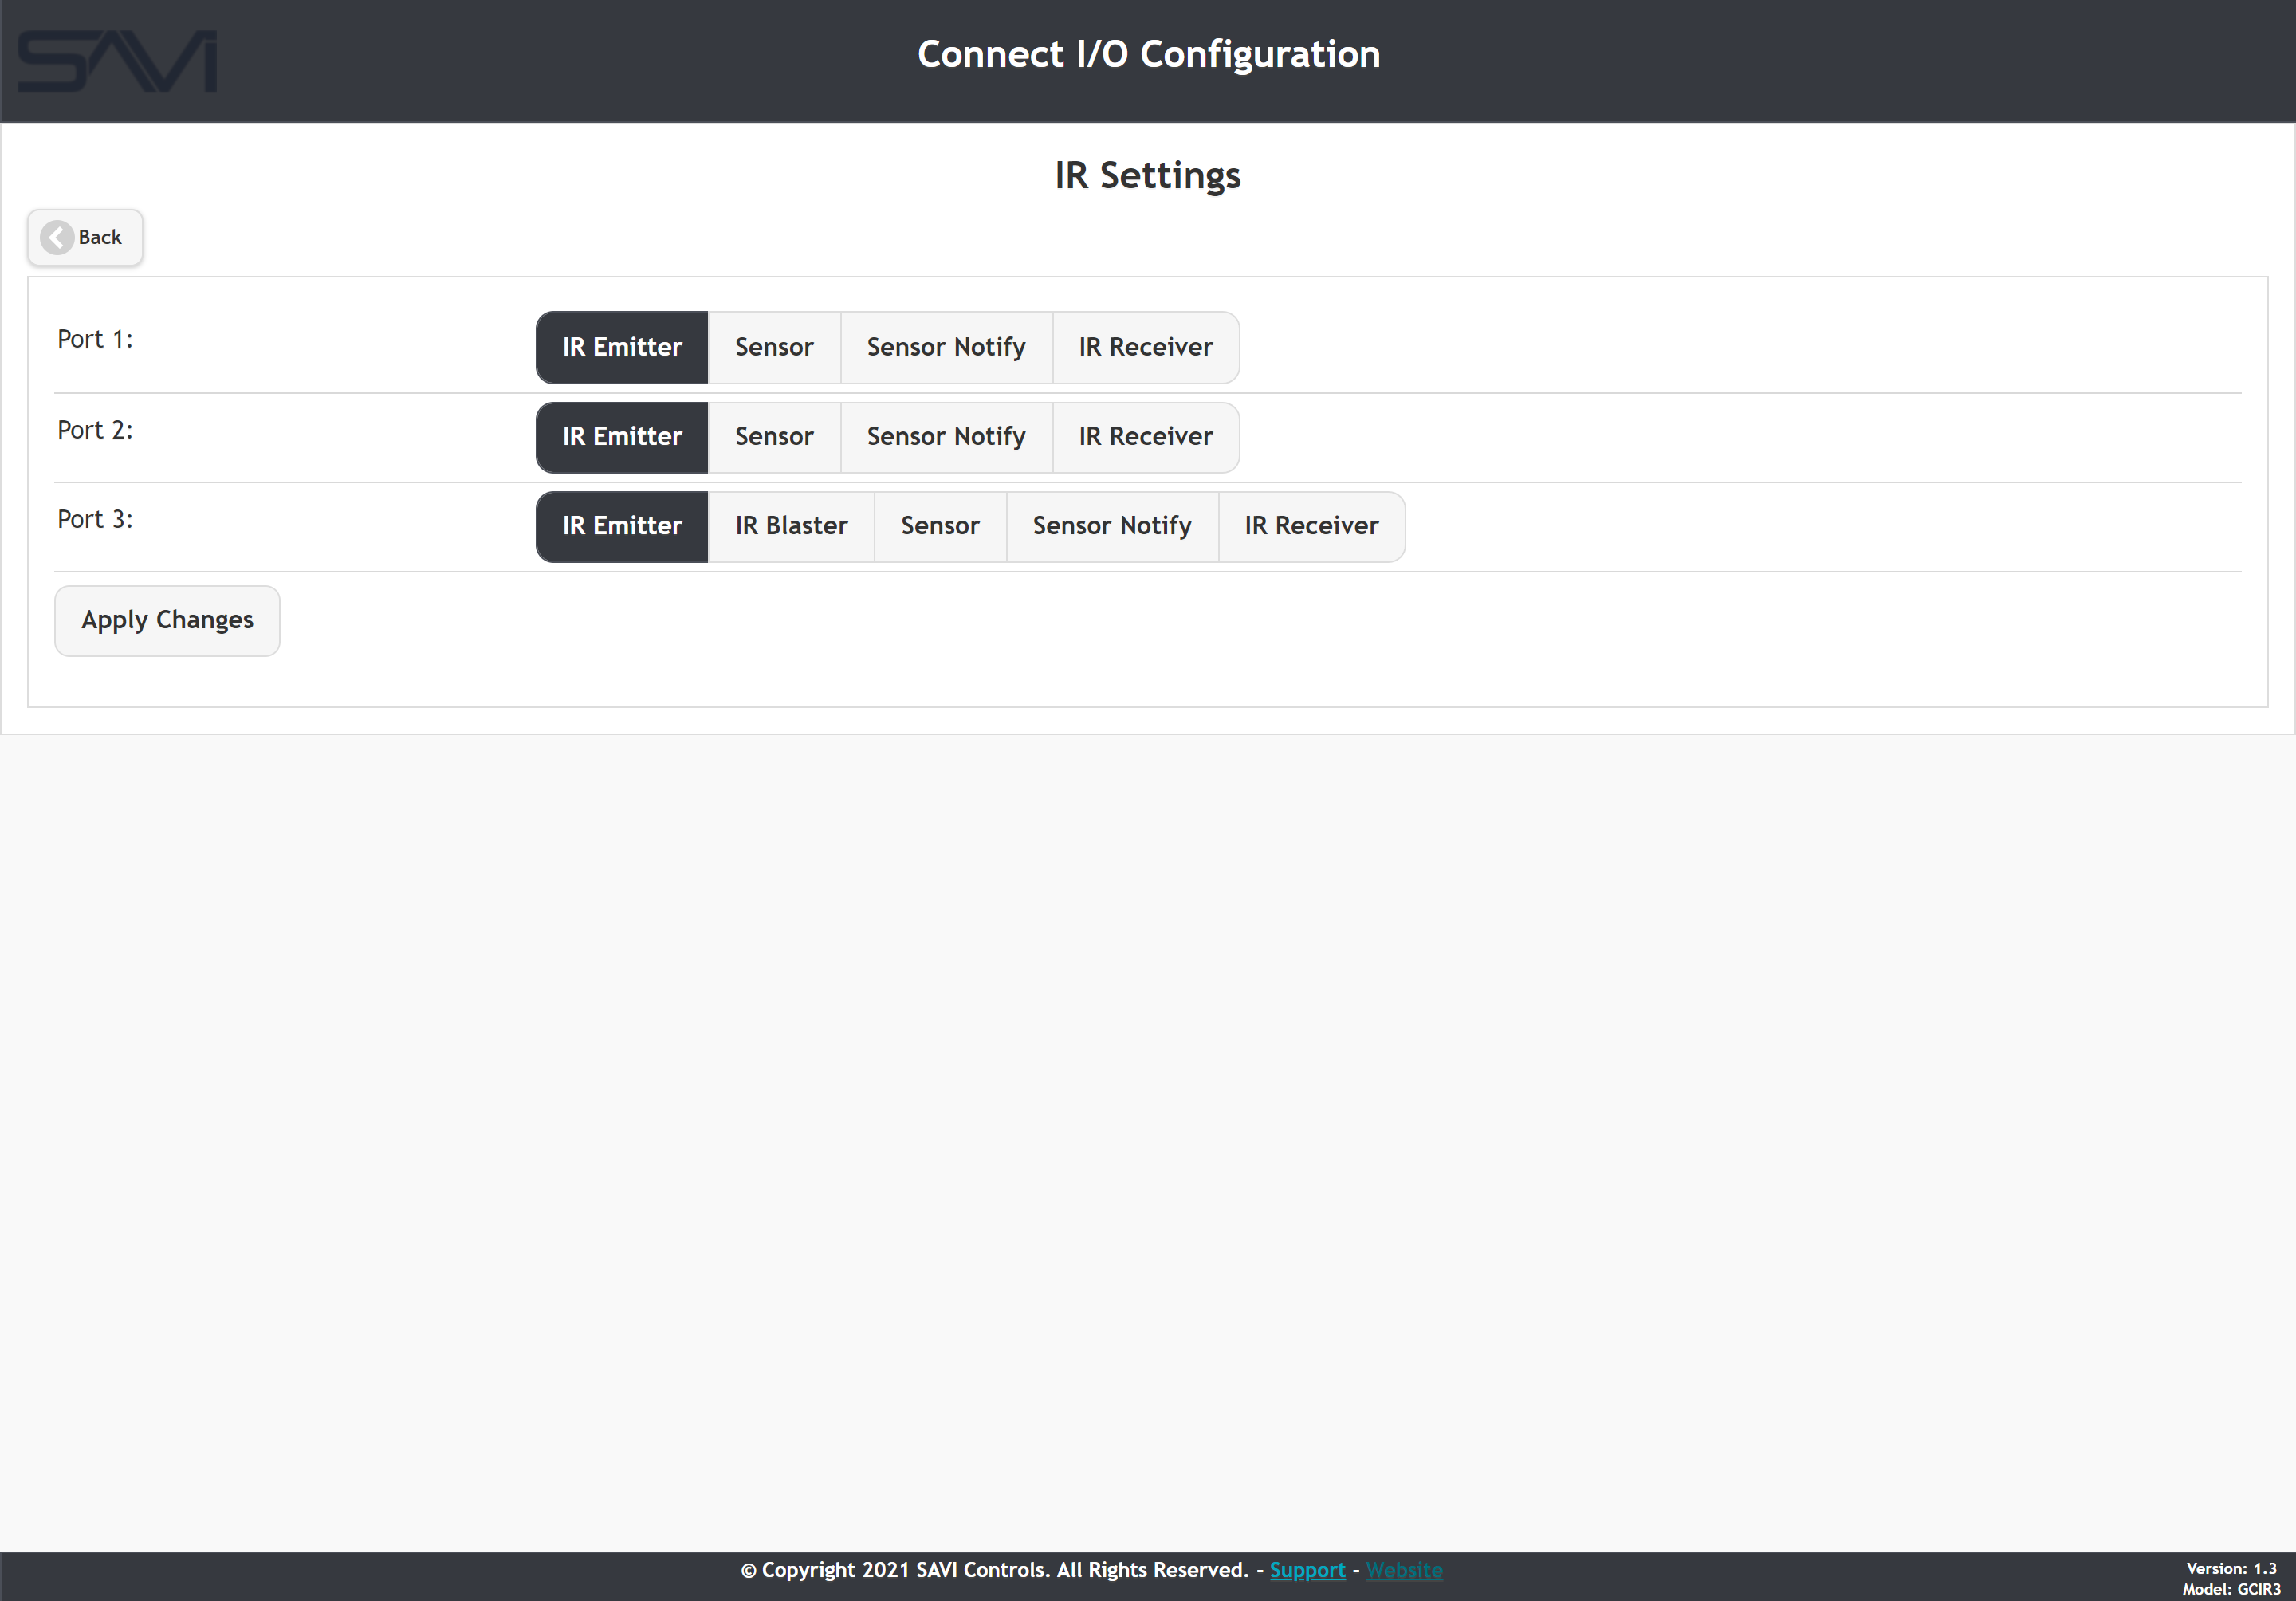 SAVI
Connect I/O Configuration
IR Settings
Back
Port 1: IR Emitter Sensor Sensor Notify IR Receiver
Port 2: IR Emitter Sensor Sensor Notify IR Receiver
Port 3: IR Emitter IR Blaster Sensor Sensor Notify IR Receiver
Apply Changes
© Copyright 2021 SAVI Controls. All Rights Reserved. - Support - Website
Version: 1.3
Model: GCIR3